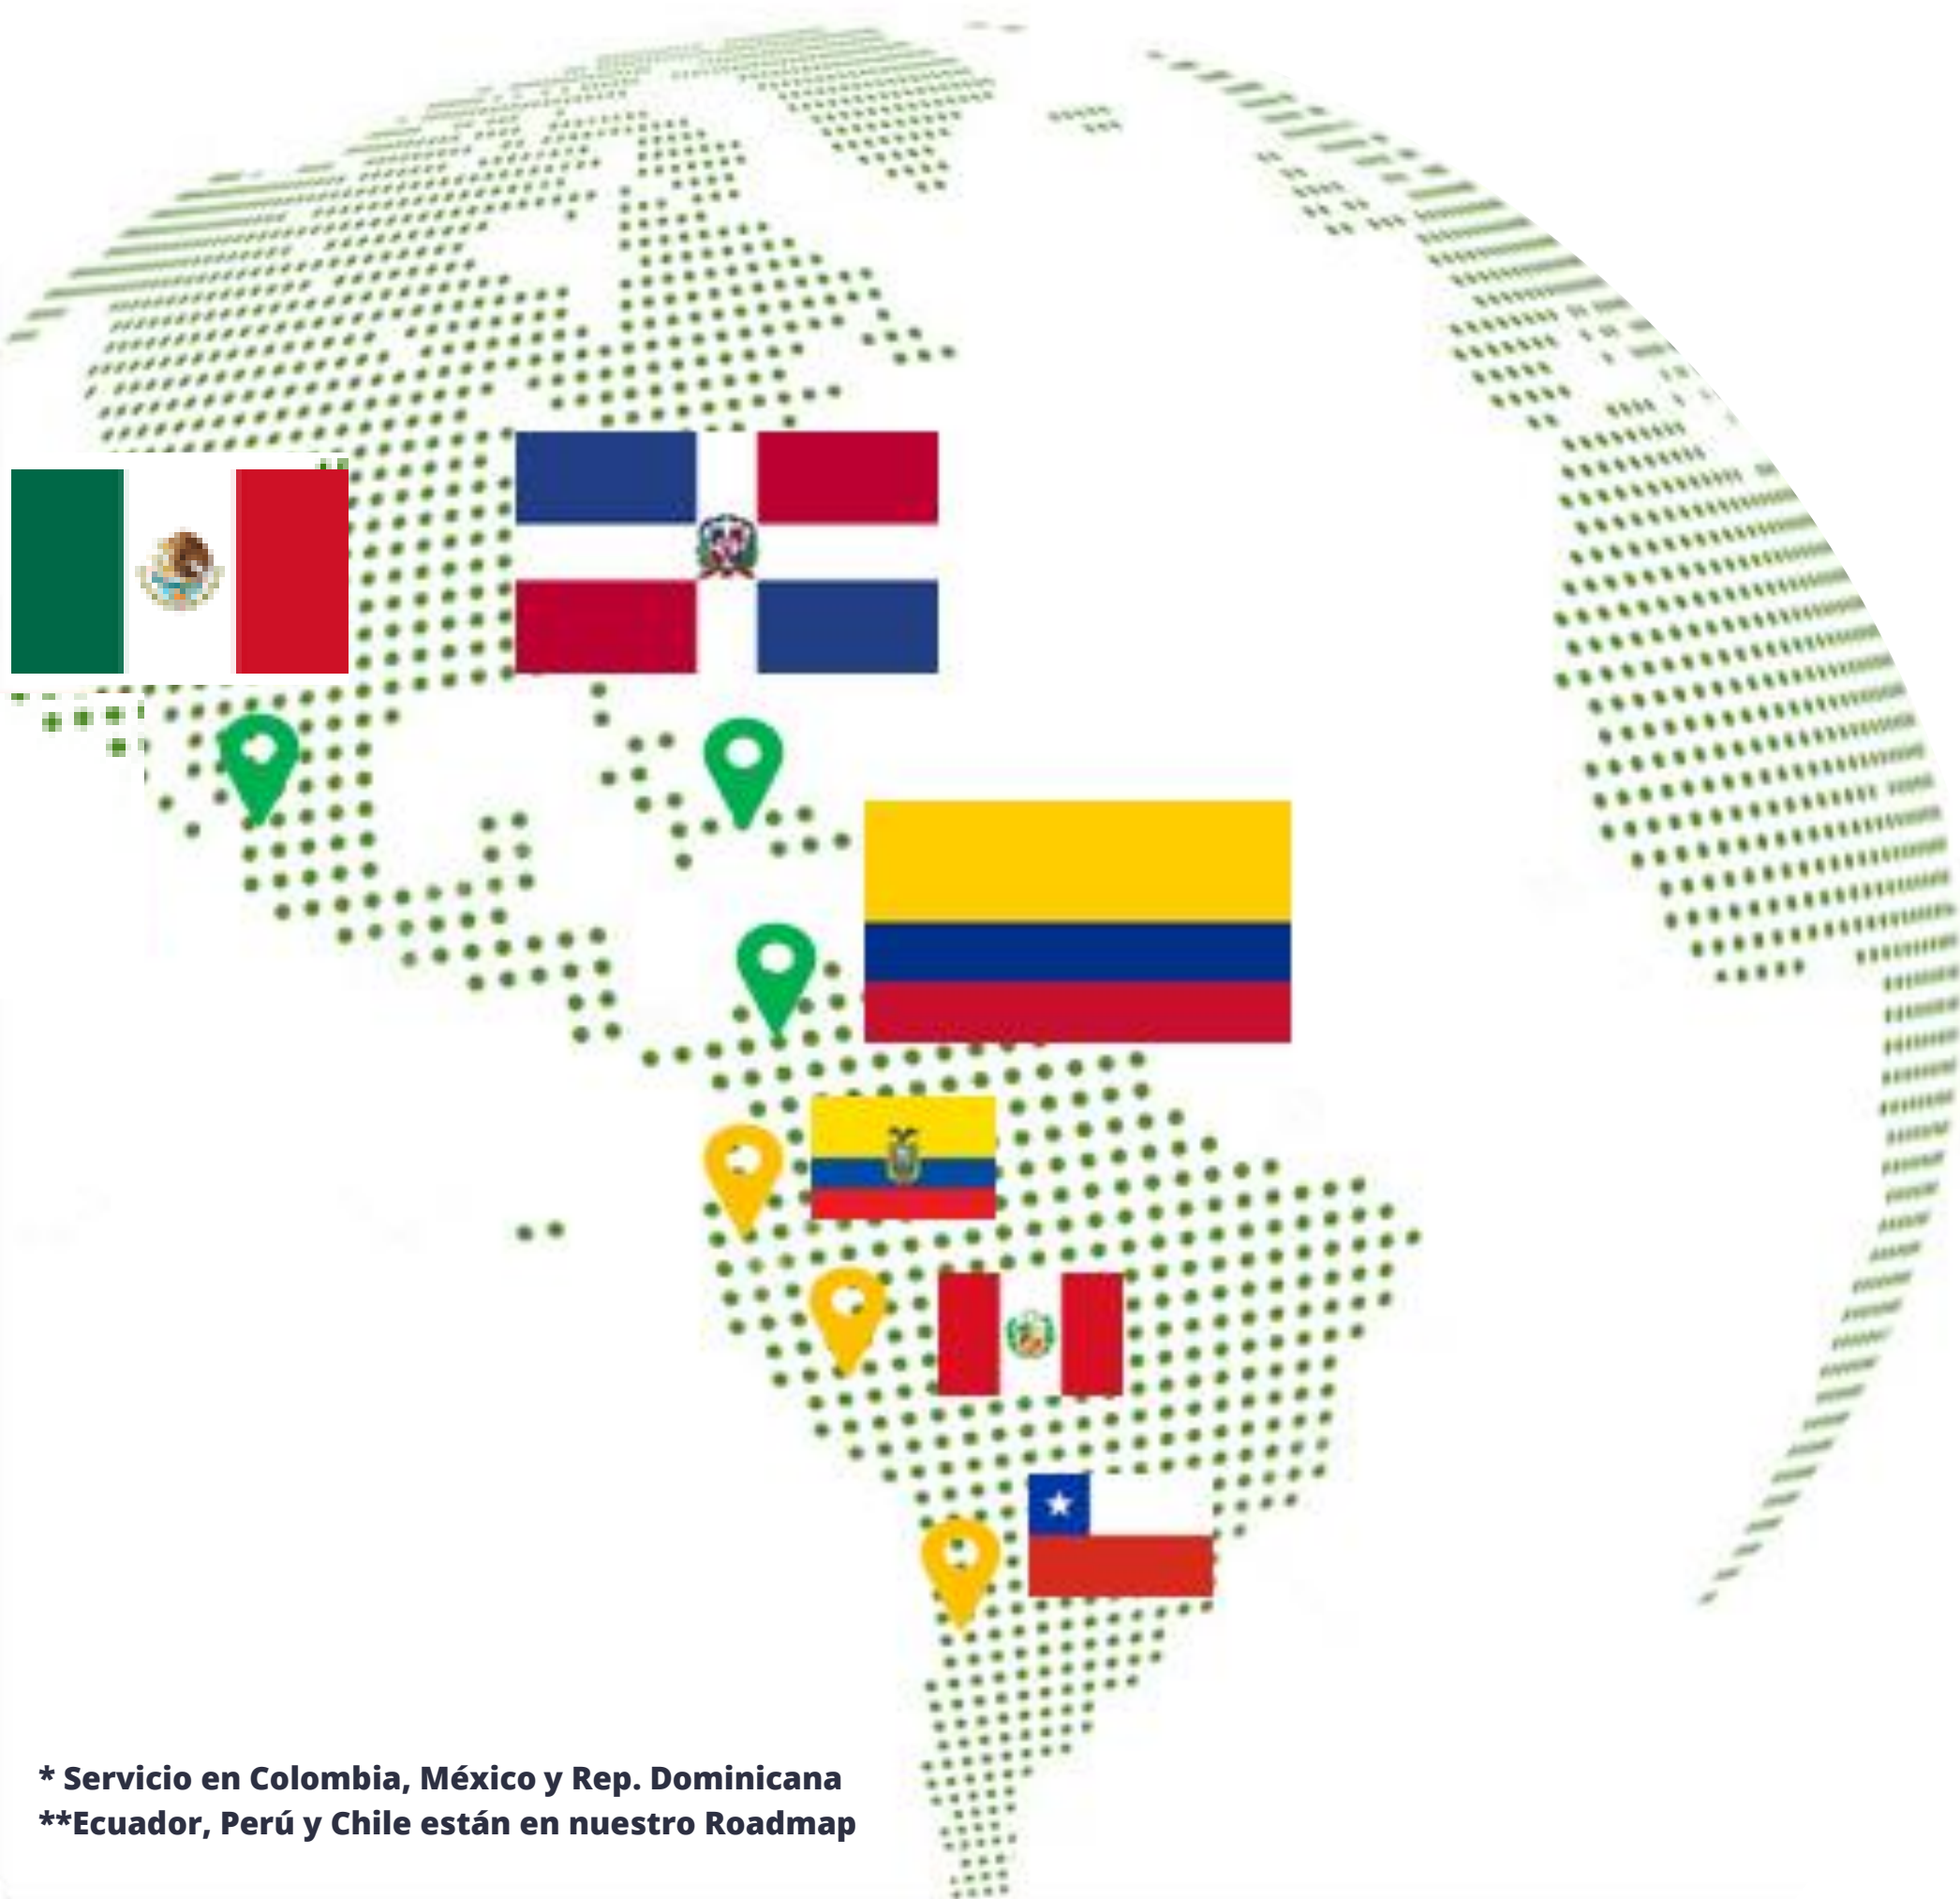 * Servicio en Colombia, México y Rep. Dominicana
**Ecuador, Perú y Chile están en nuestro Roadmap